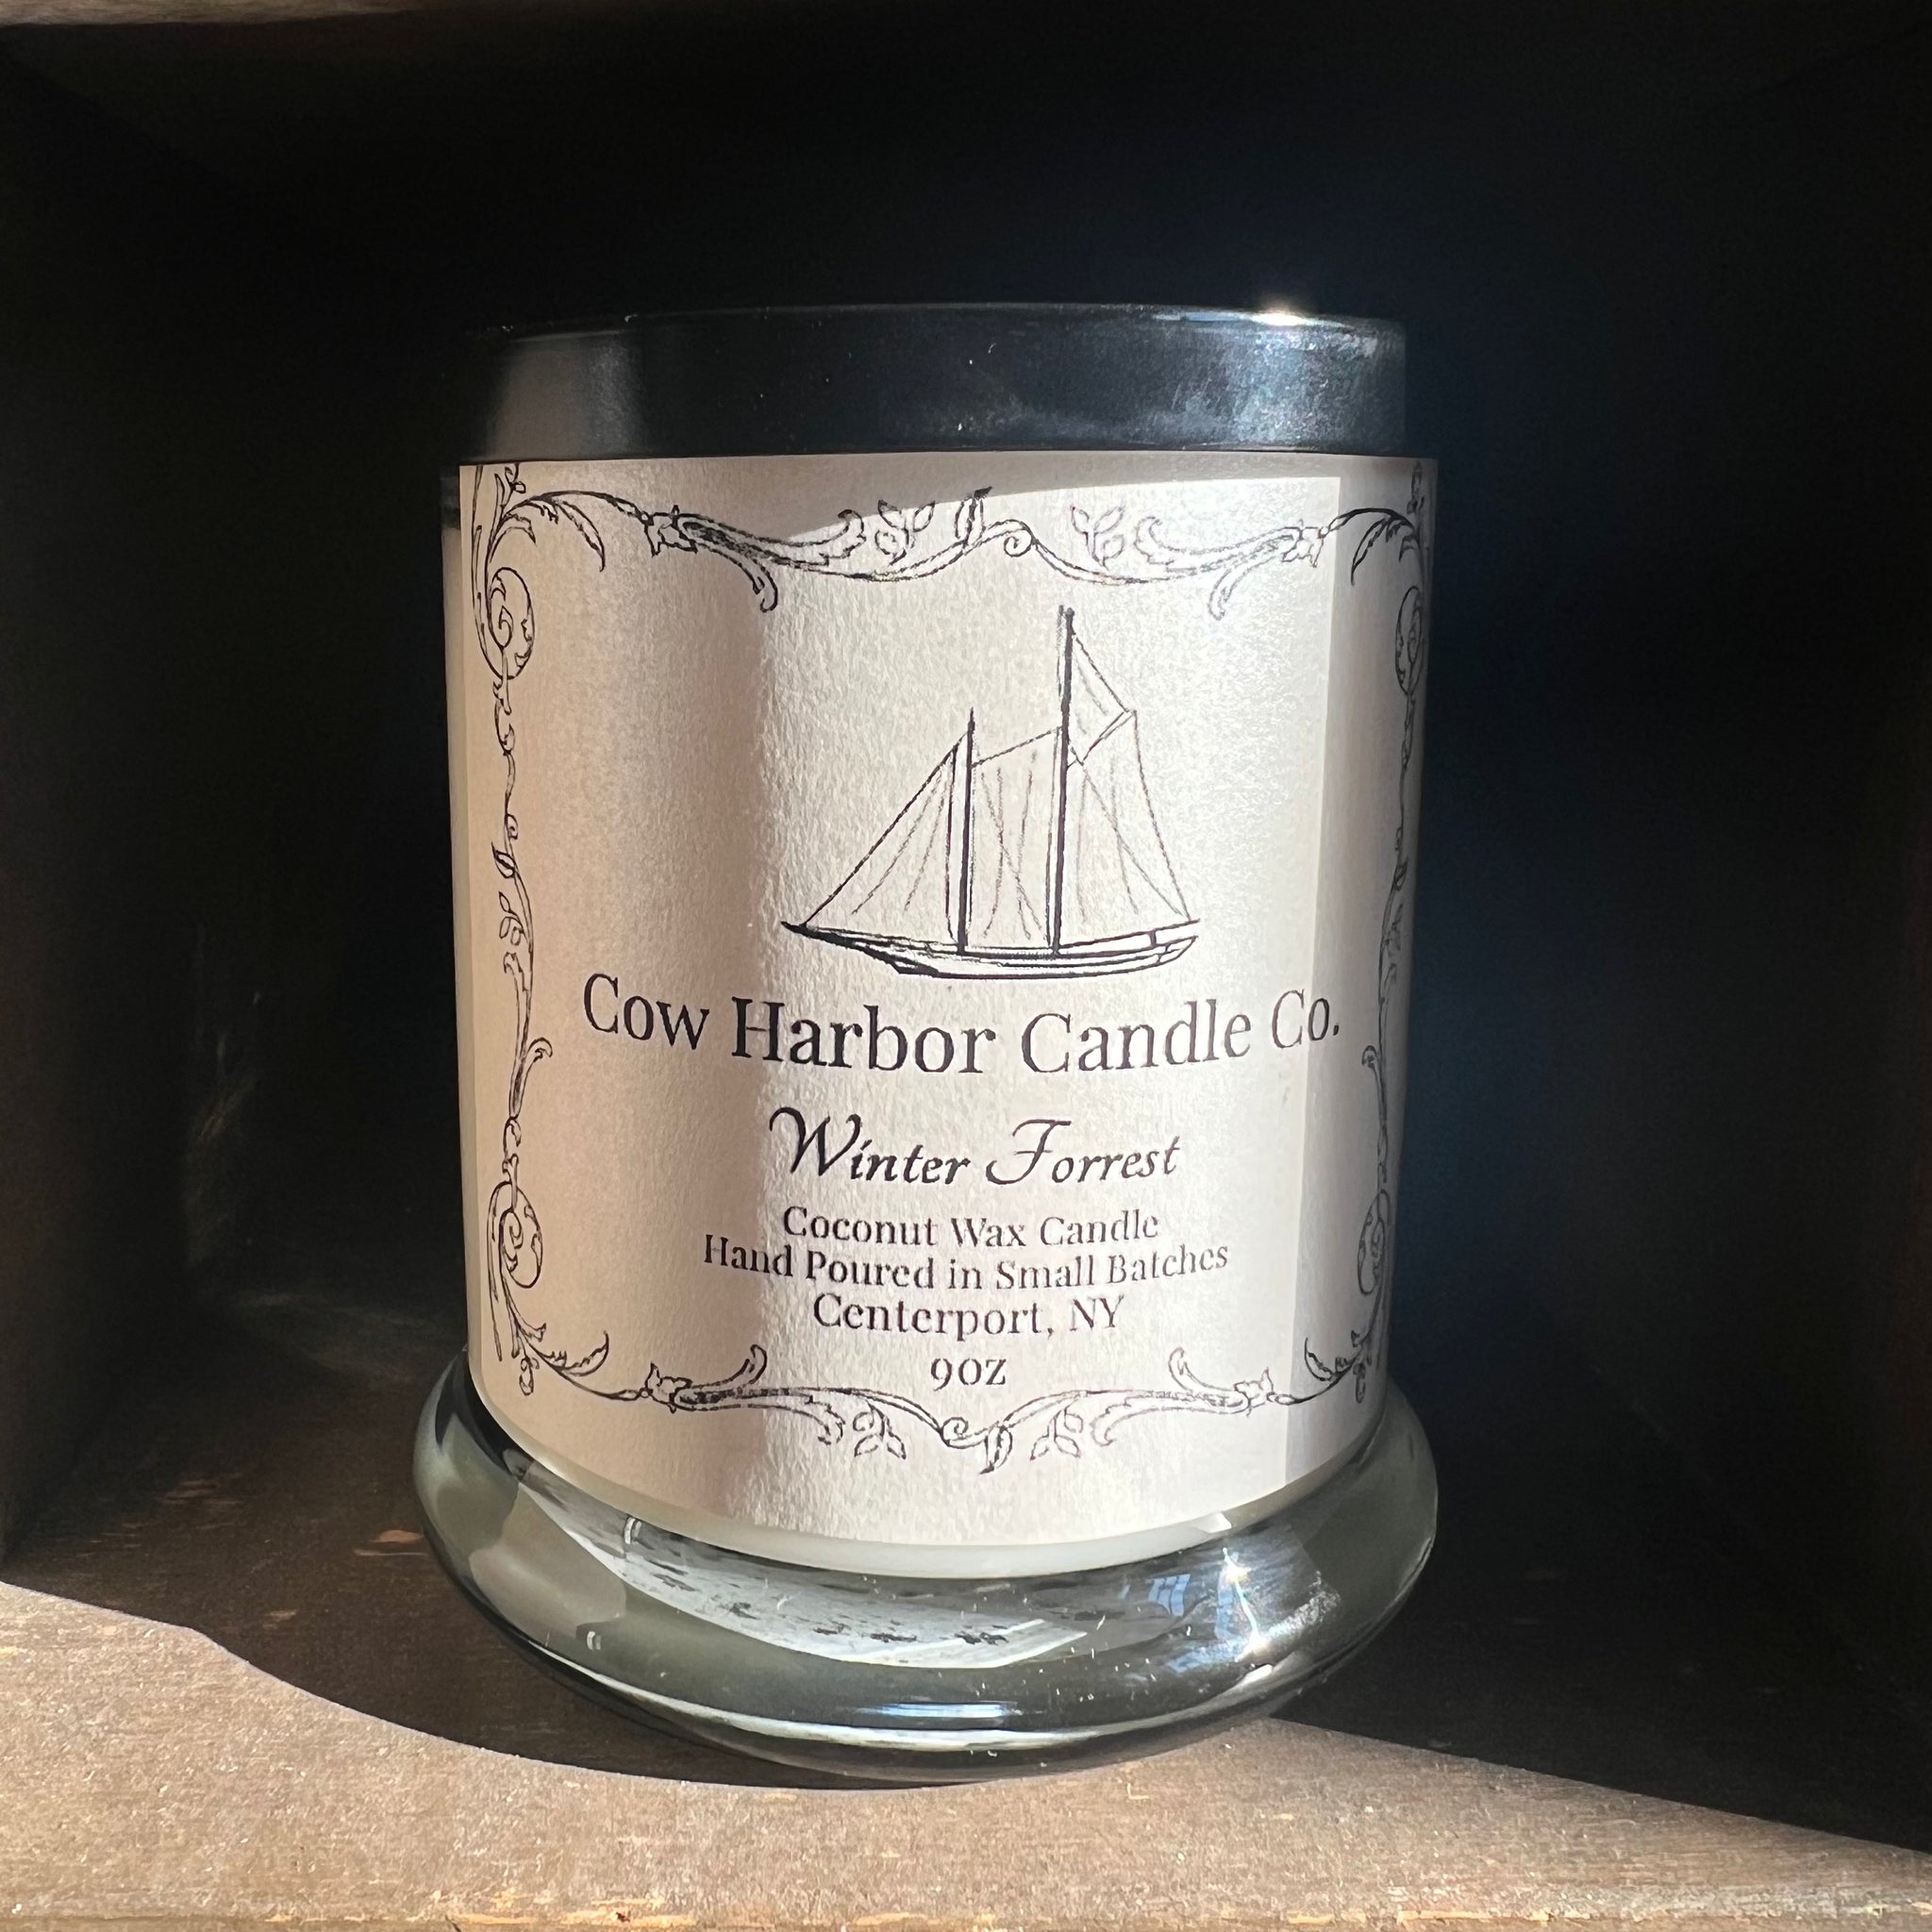 Cow Harbor Candle Co.
Winter Forrest
Coconut Wax Candle
Hand Poured in Small Batches
Centerport, NY
9OZ